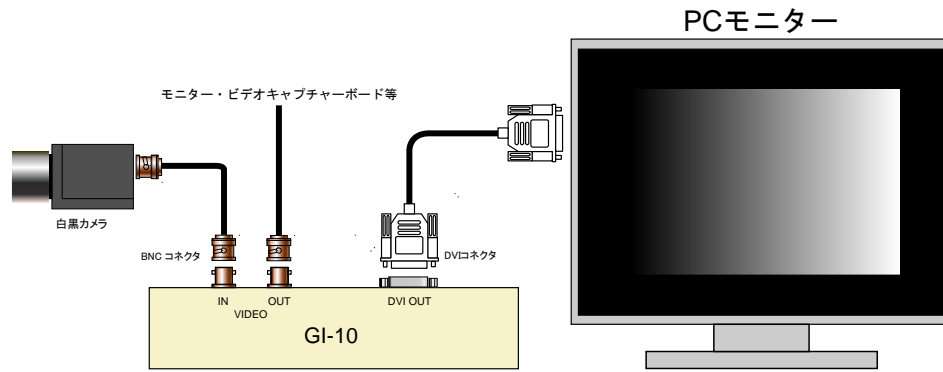 PCモニター
モニター・ビデオキャプチャーボード等
白黒カメラ
BNC コネクタ
DVIコネクタ
IN
OUT
VIDEO
DVI OUT
GI-10